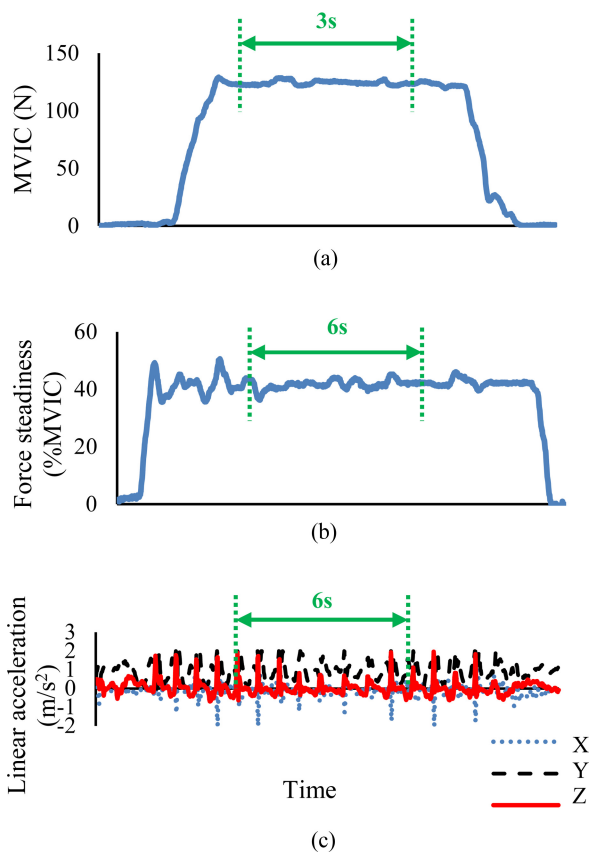 3s
150
100
50
0
MVIC (N)
(a)
6s
60
40
20
0
Force steadiness
(%MVIC)
(b)
6s
3
2
1
0
-1
-2
Linear acceleration
(m/s²)
X
Y
Z
Time
(c)